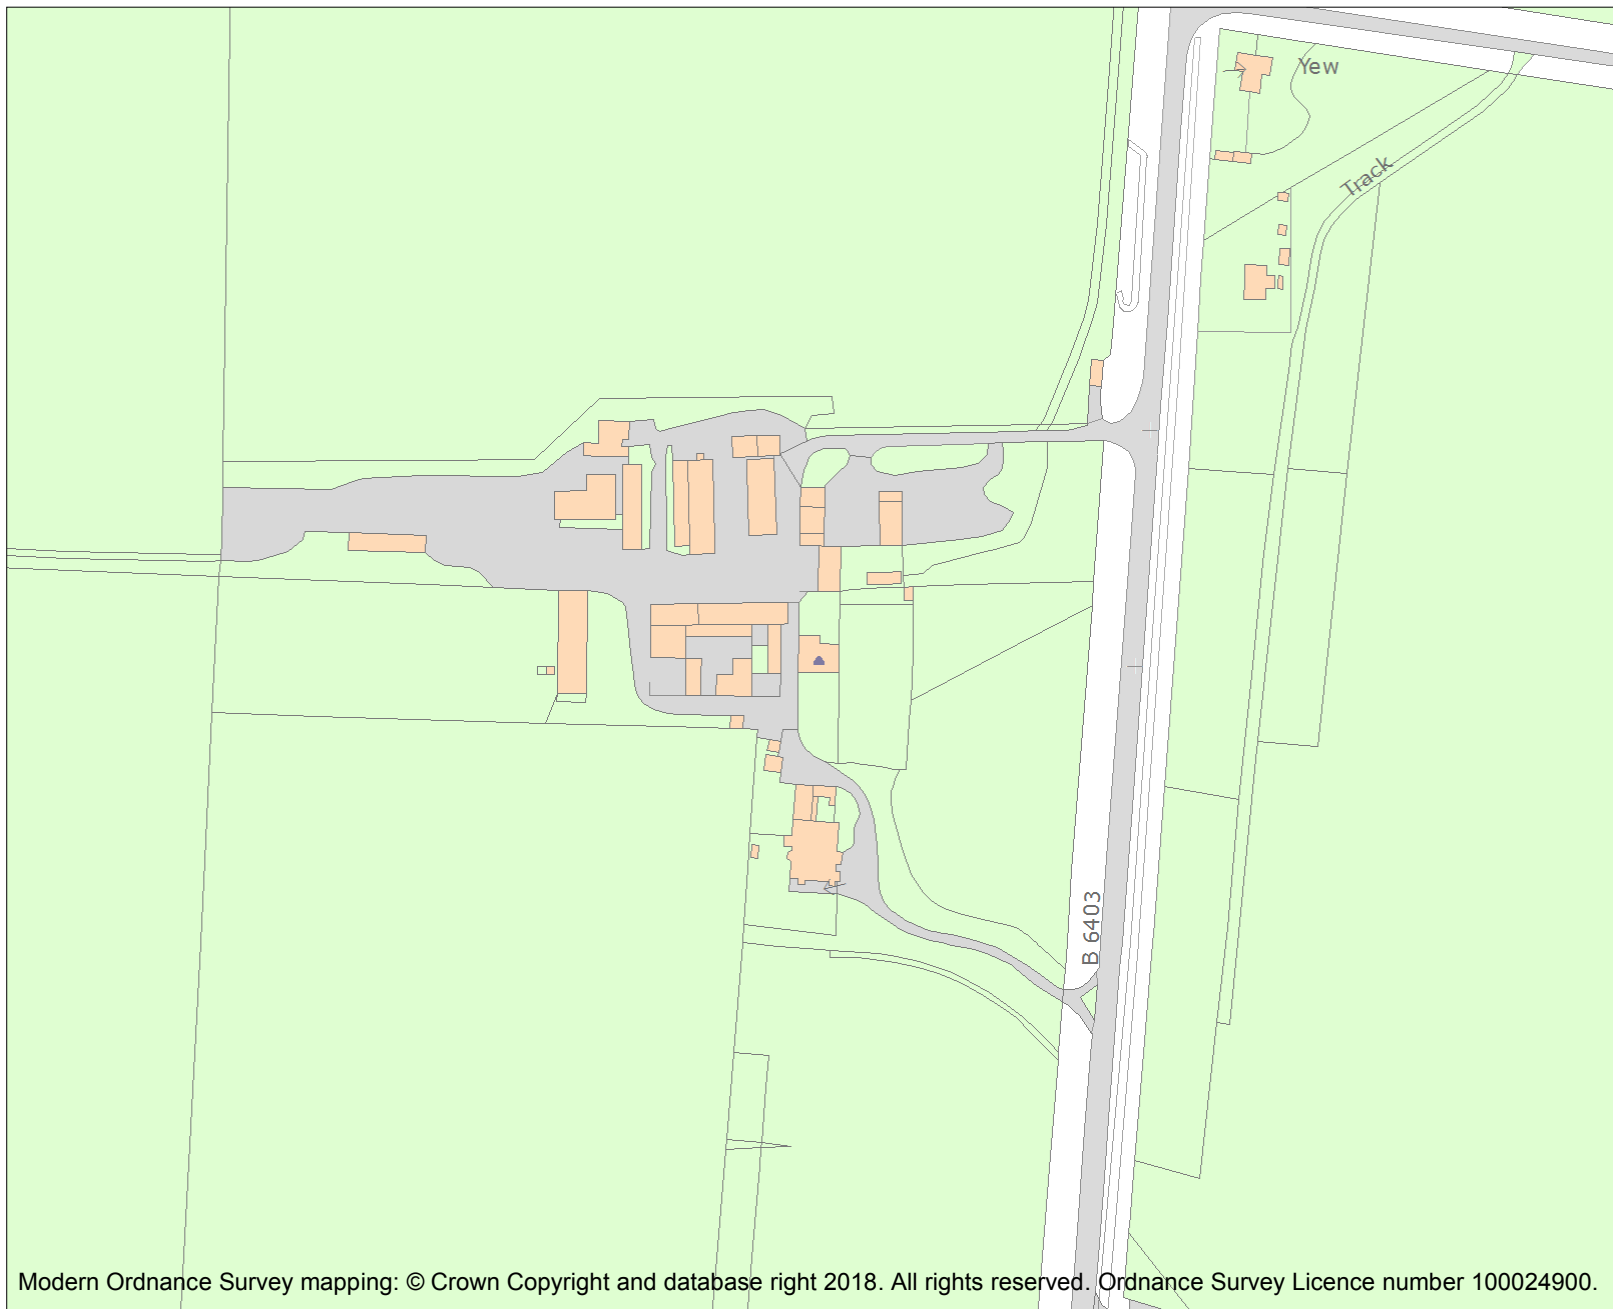 Yew
Track
B 6403
Modern Ordnance Survey mapping: © Crown Copyright and database right 2018. All rights reserved. Ordnance Survey Licence number 100024900.